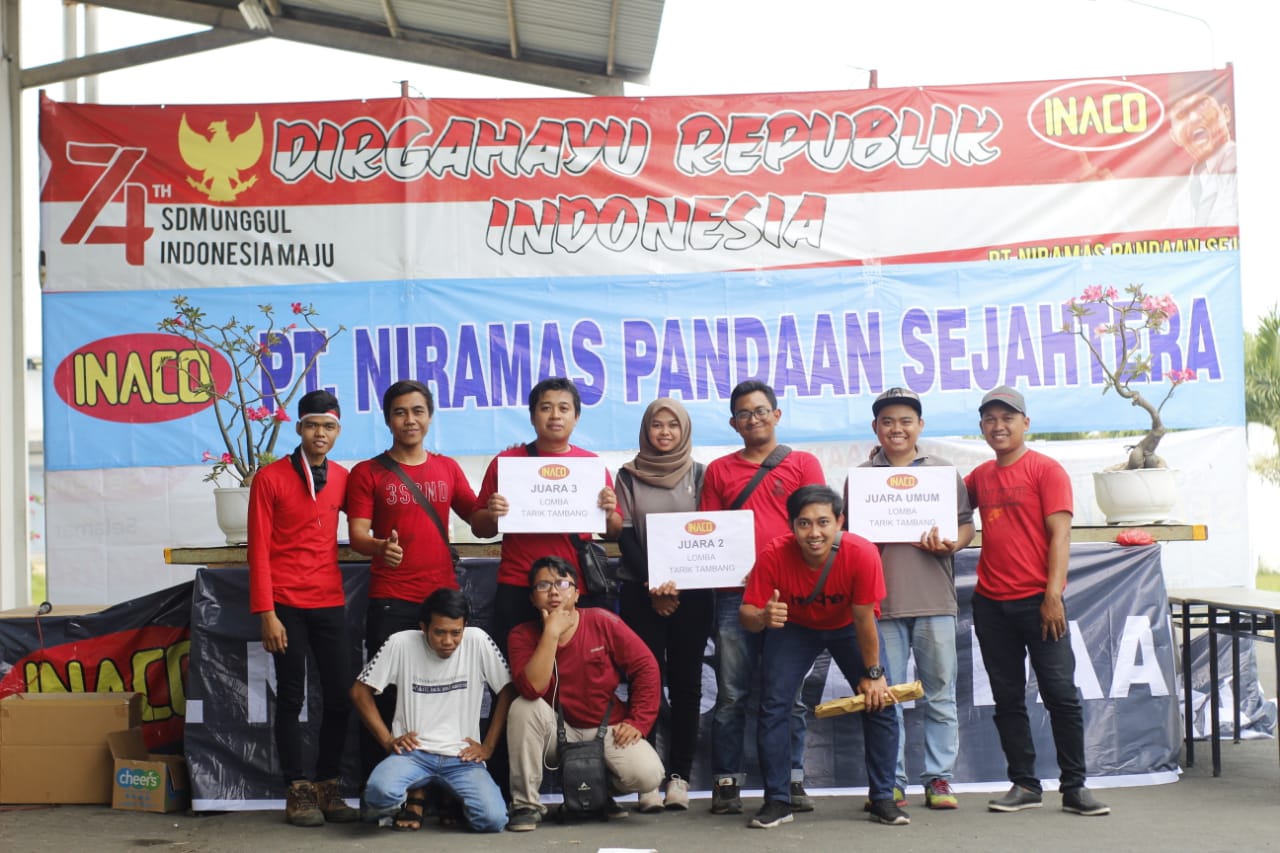 DIRGAHAYU REPUBLIK
INDONESIA
INACO
74TH
SDM UNGGUL
INDONESIA MAJU
PT. NIRAMAS PANDAAN SEJ
INACO
PT. NIRAMAS PANDAAN SEJAHTERA
Selamat
INACO
JUARA 3
LOMBA
TARIK TAMBANG
INACO
JUARA 2
LOMBA
TARIK TAMBANG
INACO
JUARA UMUM
LOMBA
TARIK TAMBANG
INACO
cheers